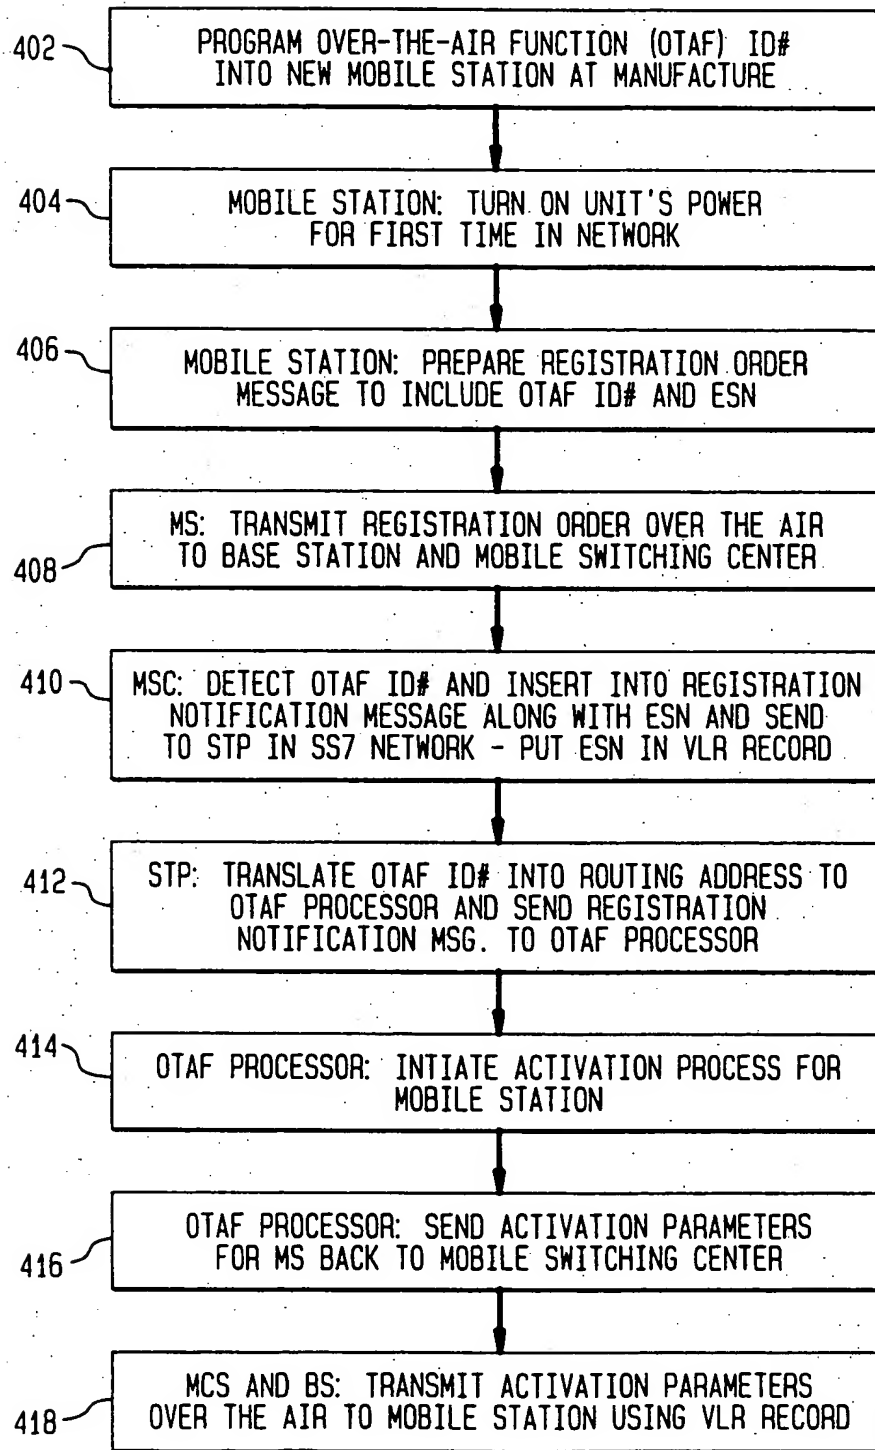 402
PROGRAM OVER-THE-AIR FUNCTION (OTAF) ID#
INTO NEW MOBILE STATION AT MANUFACTURE
404
MOBILE STATION: TURN ON UNIT'S POWER
FOR FIRST TIME IN NETWORK
406
MOBILE STATION: PREPARE REGISTRATION ORDER
MESSAGE TO INCLUDE OTAF ID# AND ESN
408
MS: TRANSMIT REGISTRATION ORDER OVER THE AIR
TO BASE STATION AND MOBILE SWITCHING CENTER
410
MSC: DETECT OTAF ID# AND INSERT INTO REGISTRATION
NOTIFICATION MESSAGE ALONG WITH ESN AND SEND
TO STP IN SS7 NETWORK - PUT ESN IN VLR RECORD
412
STP: TRANSLATE OTAF ID# INTO ROUTING ADDRESS TO
OTAF PROCESSOR AND SEND REGISTRATION
NOTIFICATION MSG. TO OTAF PROCESSOR
414
OTAF PROCESSOR: INTIATE ACTIVATION PROCESS FOR
MOBILE STATION
416
OTAF PROCESSOR: SEND ACTIVATION PARAMETERS
FOR MS BACK TO MOBILE SWITCHING CENTER
418
MCS AND BS: TRANSMIT ACTIVATION PARAMETERS
OVER THE AIR TO MOBILE STATION USING VLR RECORD